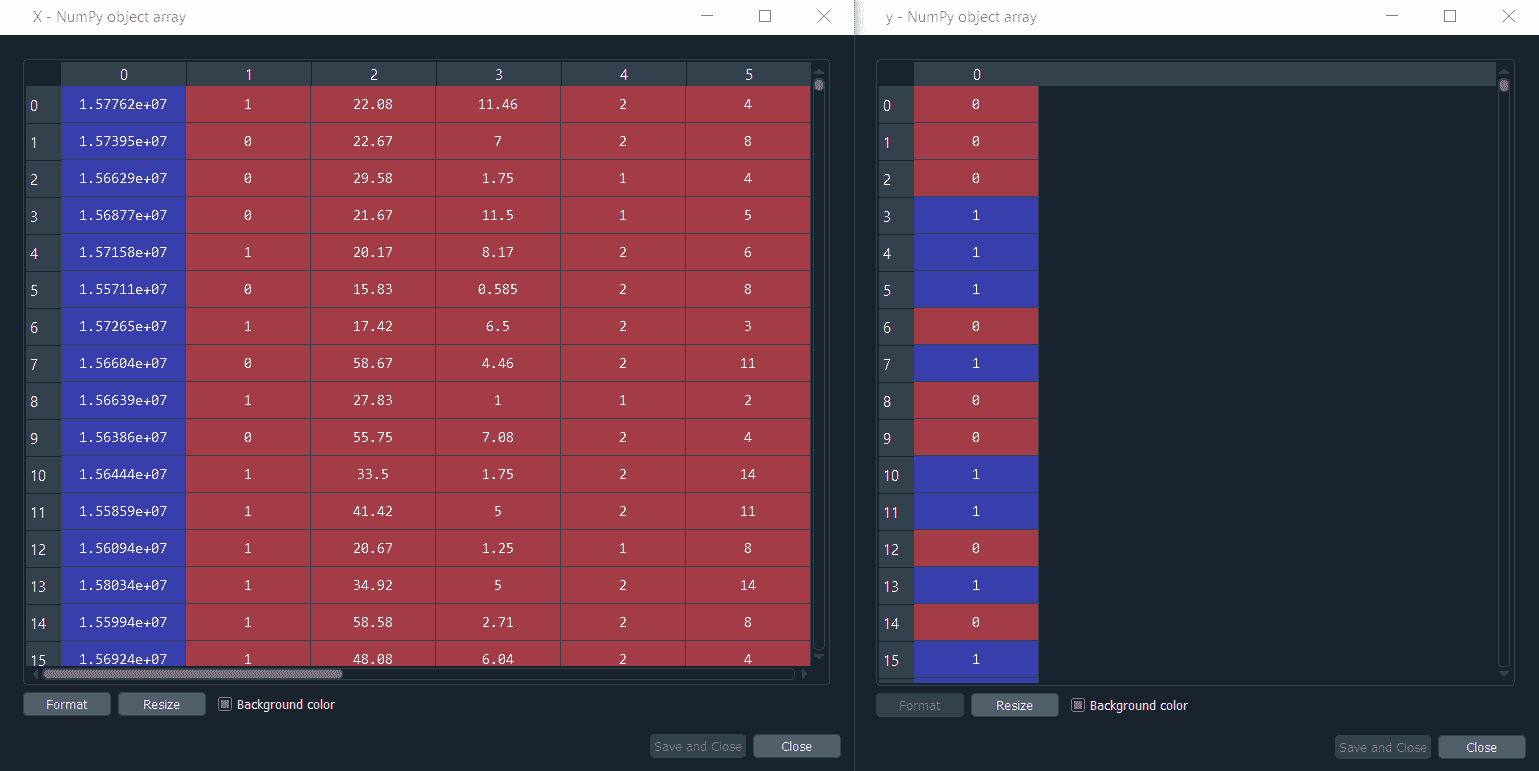 X - NumPy object array
0 1 2 3 4 5
0 1.57762e+07 1 22.08 11.46 2 4
1 1.57395e+07 0 22.67 7 2 8
2 1.56629e+07 0 29.58 1.75 1 4
3 1.56877e+07 0 21.67 11.5 1 5
4 1.57158e+07 1 20.17 8.17 2 6
5 1.55711e+07 0 15.83 0.585 2 8
6 1.57265e+07 1 17.42 6.5 2 3
7 1.56604e+07 0 58.67 4.46 2 11
8 1.56639e+07 1 27.83 1 1 2
9 1.56386e+07 0 55.75 7.08 2 4
10 1.56444e+07 1 33.5 1.75 2 14
11 1.55859e+07 1 41.42 5 2 11
12 1.56094e+07 1 20.67 1.25 1 8
13 1.58034e+07 1 34.92 5 2 14
14 1.55994e+07 1 58.58 2.71 2 8
15 1.56924e+07 1 48.08 6.04 2 4
Format Resize Background color
Save and Close Close
y - NumPy object array
0
0 0
1 0
2 0
3 1
4 1
5 1
6 0
7 1
8 0
9 0
10 1
11 1
12 0
13 1
14 0
15 1
Format Resize Background color
Save and Close Close